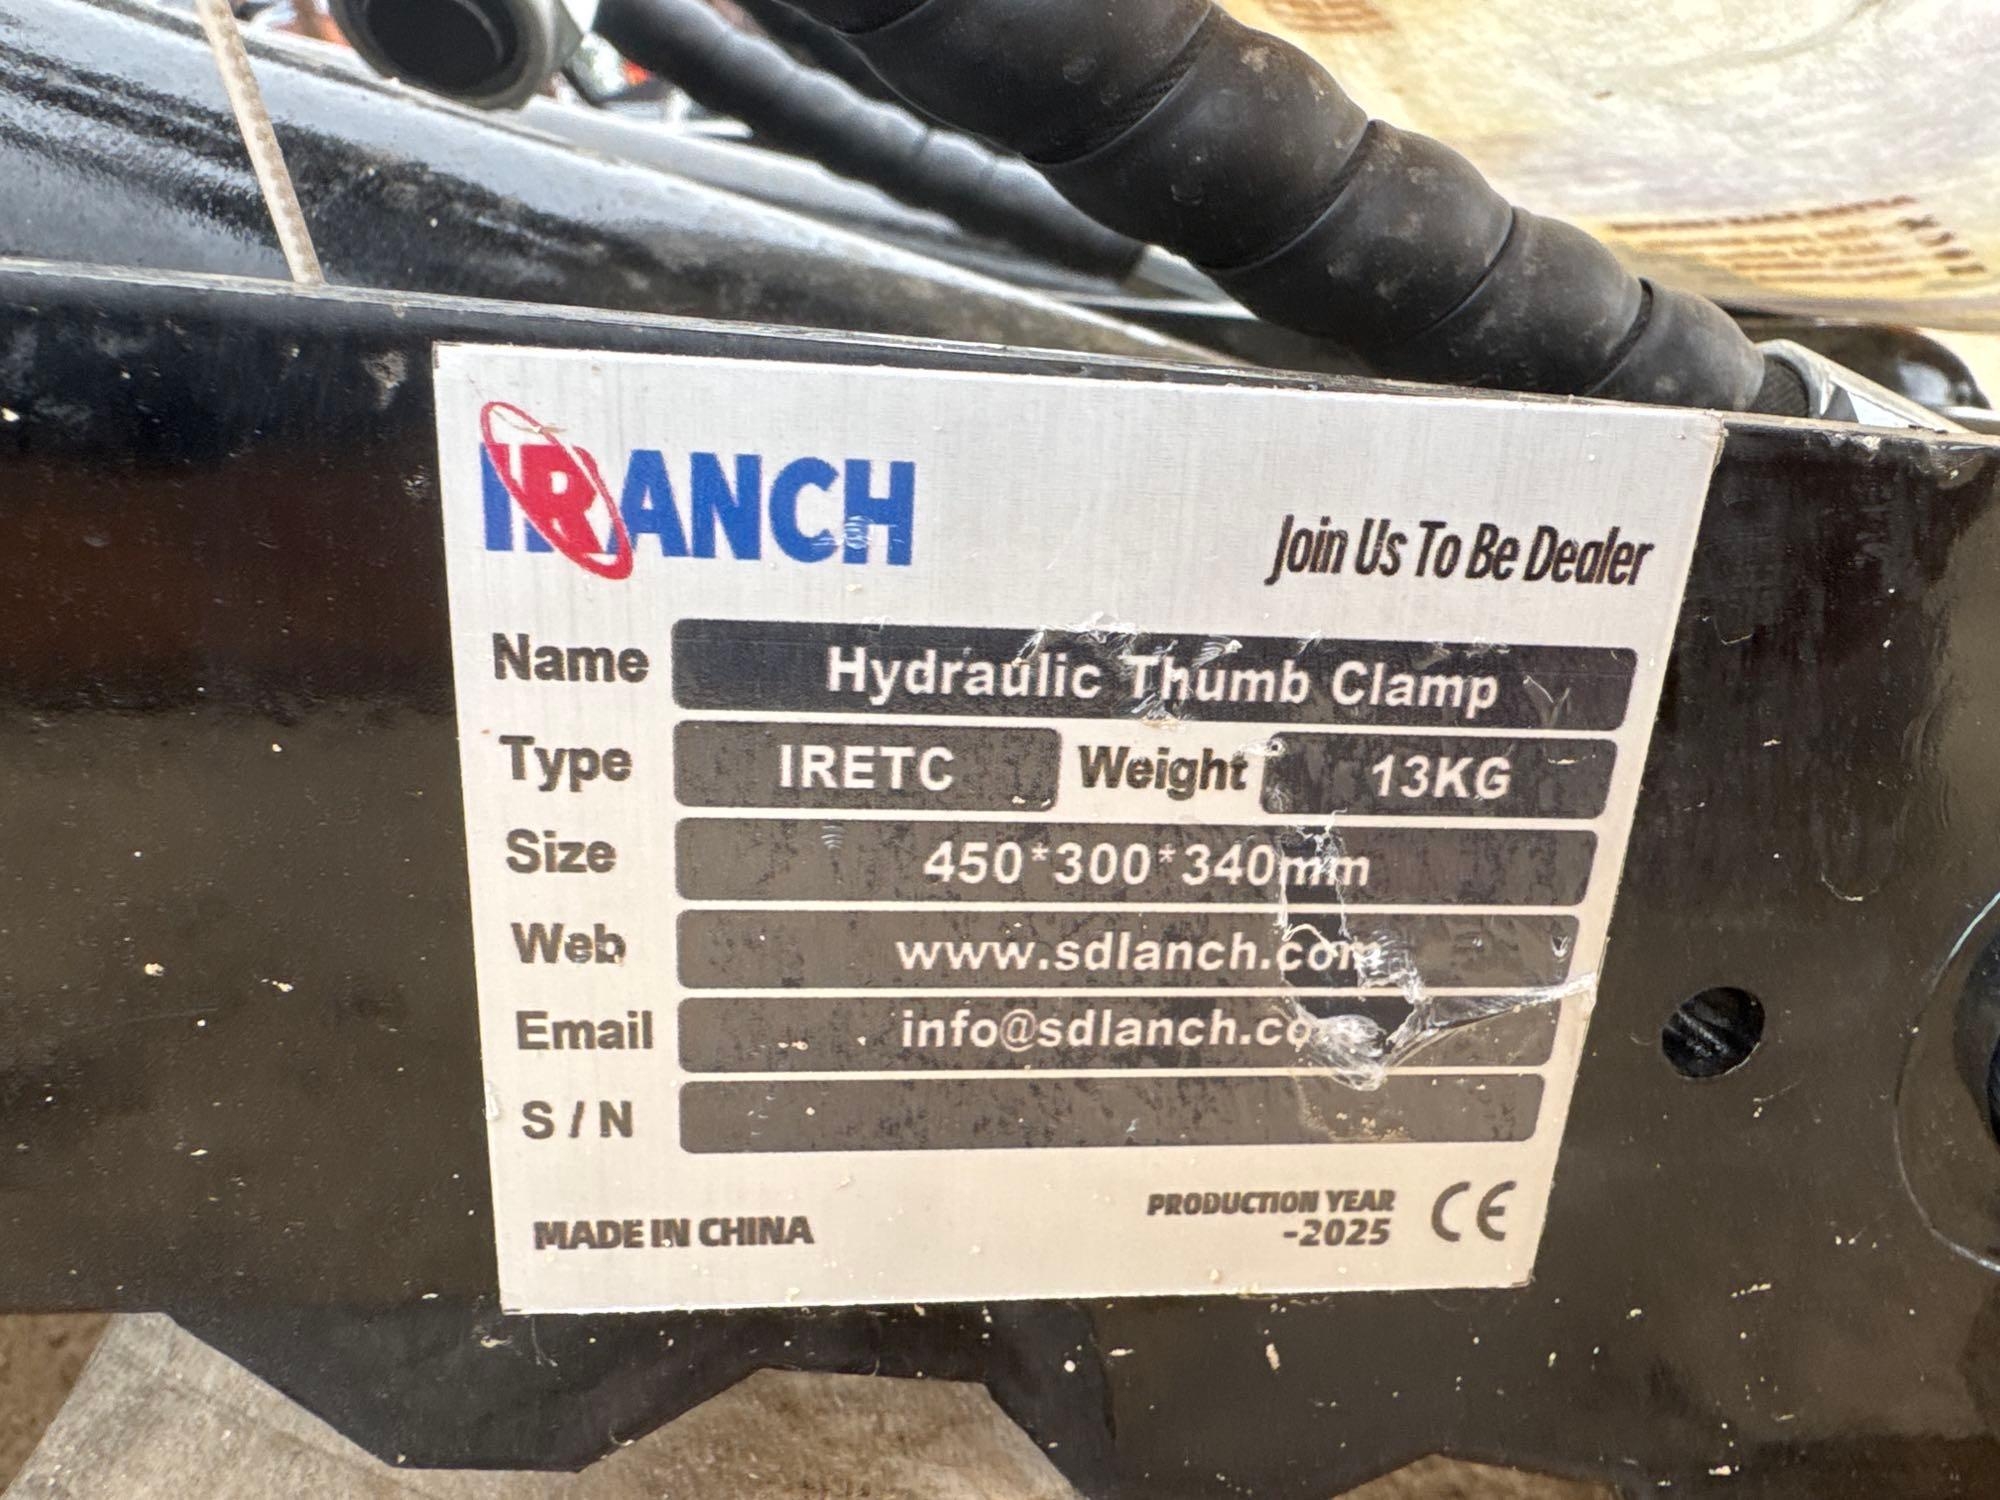 IRANCH
Join Us To Be Dealer
Name Hydraulic Thumb Clamp
Type IRETC Weight 13KG
Size 450*300*340mm
Web www.sdlanch.com
Email info@sdlanch.co
S / N
MADE IN CHINA
PRODUCTION YEAR
-2025
CE